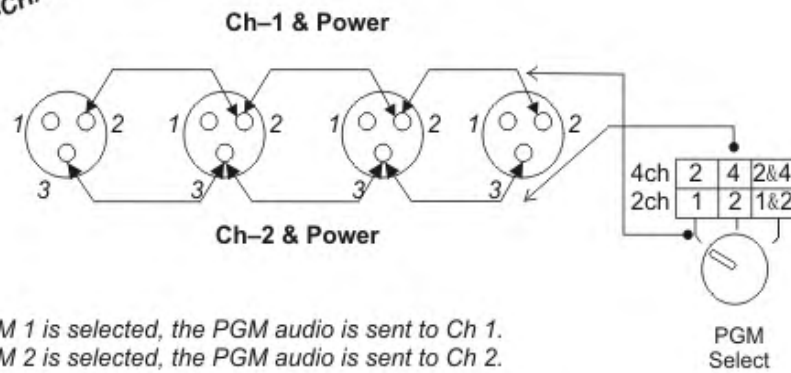 Ch–1 & Power
1 2 1 2 1 2 1 2
3 3 3 3
Ch–2 & Power
4ch 2 4 2&4
2ch 1 2 1&2
PGM
Select
M 1 is selected, the PGM audio is sent to Ch 1.
M 2 is selected, the PGM audio is sent to Ch 2.